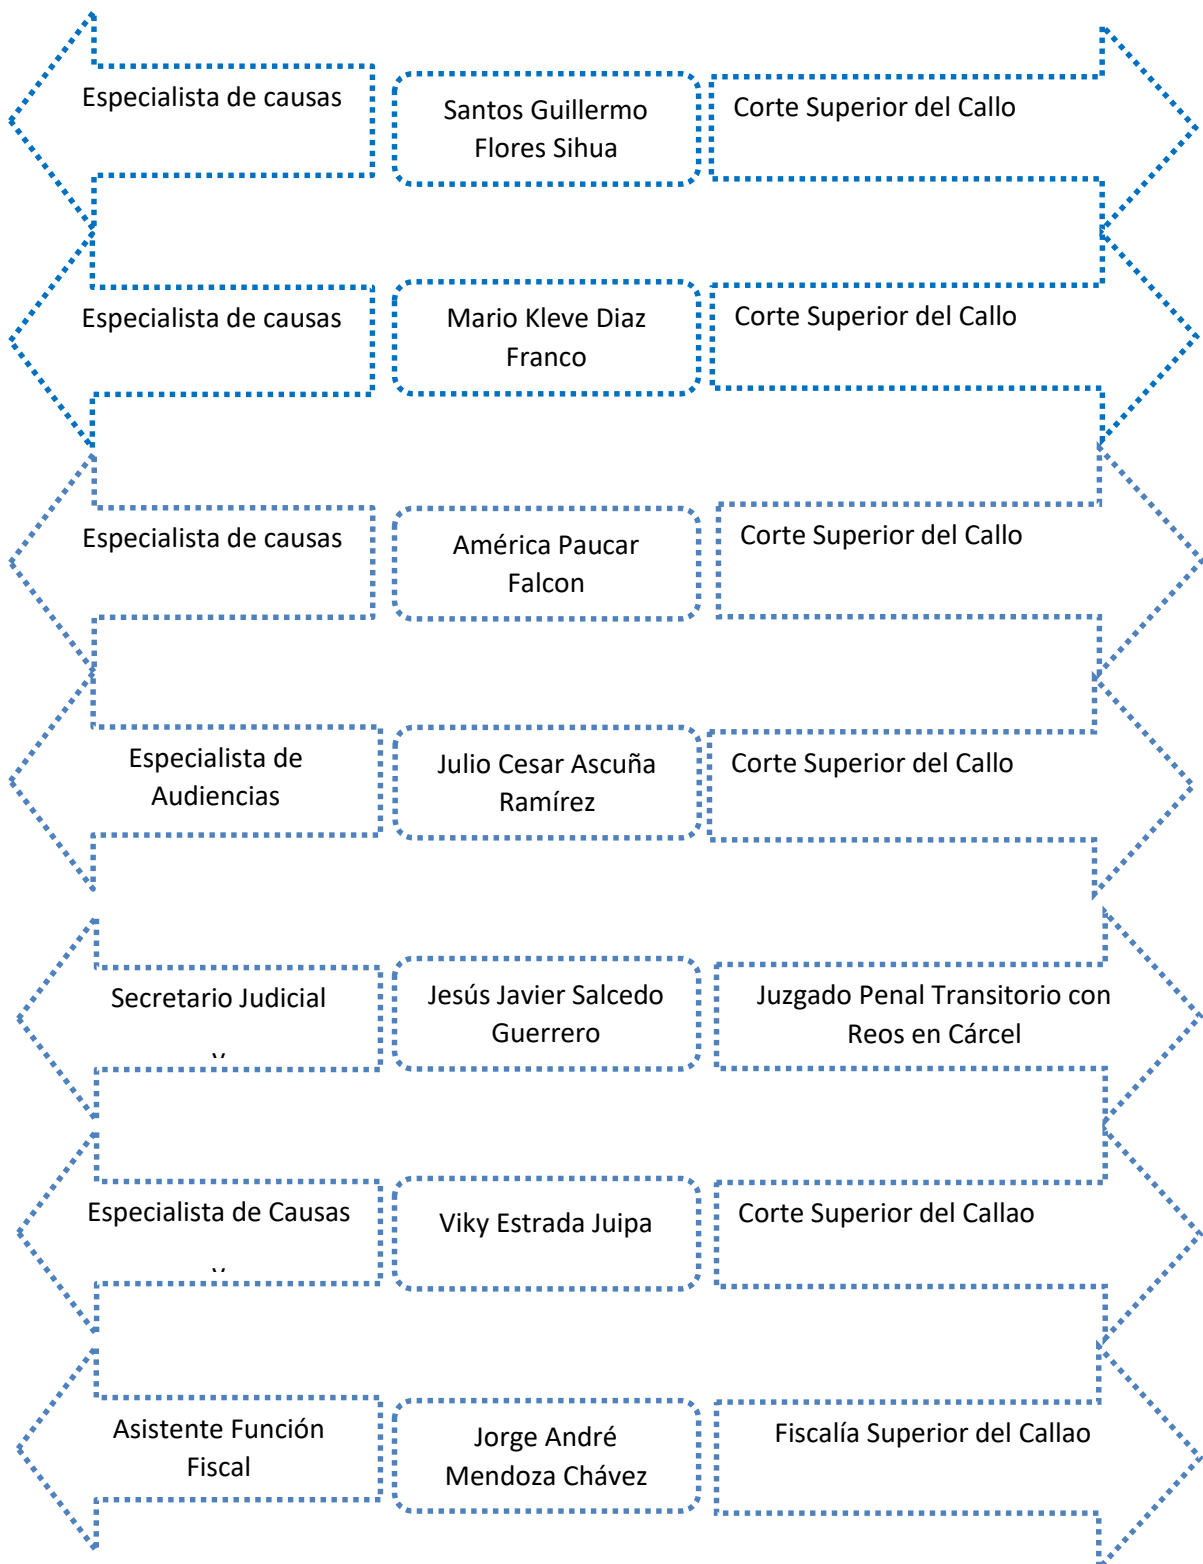 Especialista de causas
Santos Guillermo
Flores Sihua
Corte Superior del Callo
Especialista de causas
Mario Kleve Diaz
Franco
Corte Superior del Callo
Especialista de causas
América Paucar
Falcon
Corte Superior del Callo
Especialista de
Audiencias
Julio Cesar Ascuña
Ramírez
Corte Superior del Callo
Secretario Judicial
Jesús Javier Salcedo
Guerrero
Juzgado Penal Transitorio con
Reos en Cárcel
Especialista de Causas
Viky Estrada Juipa
Corte Superior del Callao
Asistente Función
Fiscal
Jorge André
Mendoza Chávez
Fiscalía Superior del Callao